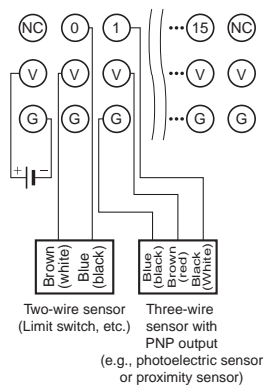 NC 0 1 ••• 15 NC
V V V ••• V V
G G G ••• G G
+ −
Brown
(white)
Blue
(black)
Blue
(black)
Brown
(red)
Black
(White)
Two-wire sensor
(Limit switch, etc.)
Three-wire
sensor with
PNP output
(e.g., photoelectric sensor
or proximity sensor)